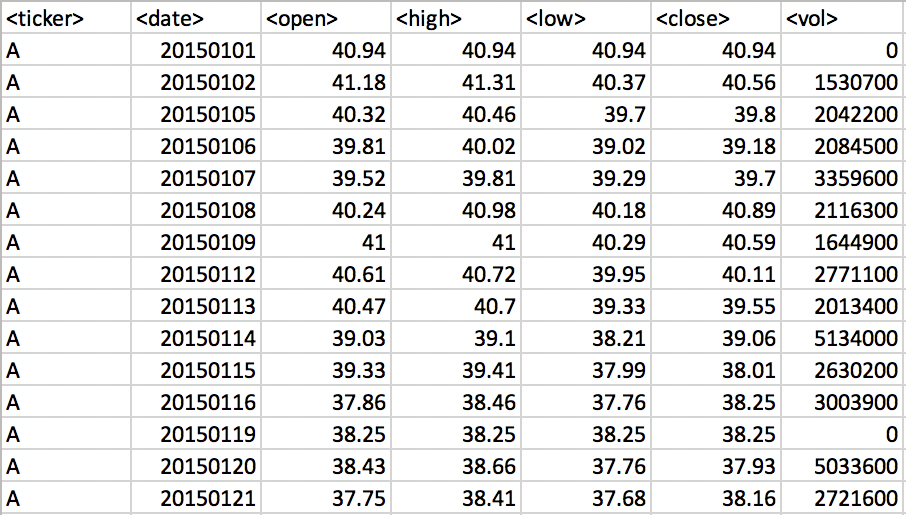 <ticker> <date> <open> <high> <low> <close> <vol>
A 20150101 40.94 40.94 40.94 40.94 0
A 20150102 41.18 41.31 40.37 40.56 1530700
A 20150105 40.32 40.46 39.7 39.8 2042200
A 20150106 39.81 40.02 39.02 39.18 2084500
A 20150107 39.52 39.81 39.29 39.7 3359600
A 20150108 40.24 40.98 40.18 40.89 2116300
A 20150109 41 41 40.29 40.59 1644900
A 20150112 40.61 40.72 39.95 40.11 2771100
A 20150113 40.47 40.7 39.33 39.55 2013400
A 20150114 39.03 39.1 38.21 39.06 5134000
A 20150115 39.33 39.41 37.99 38.01 2630200
A 20150116 37.86 38.46 37.76 38.25 3003900
A 20150119 38.25 38.25 38.25 38.25 0
A 20150120 38.43 38.66 37.76 37.93 5033600
A 20150121 37.75 38.41 37.68 38.16 2721600